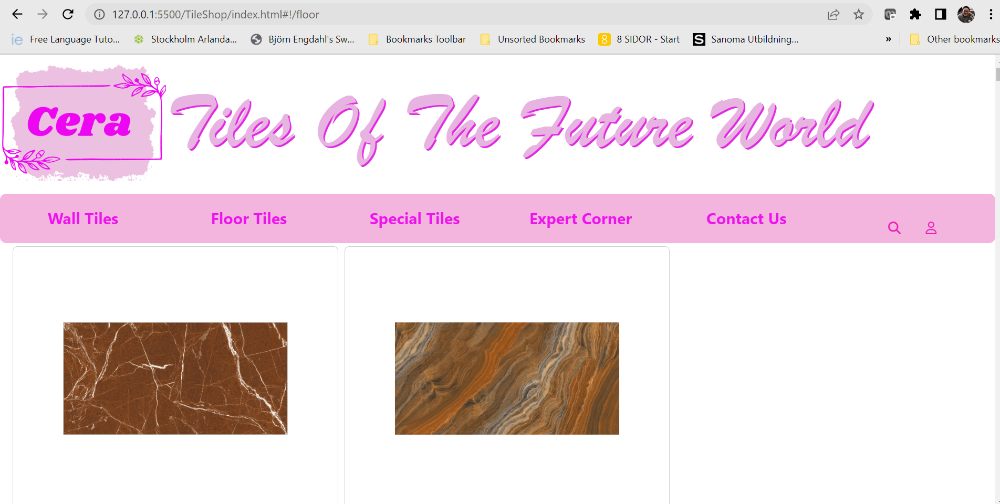 127.0.0.1:5500/TileShop/index.html#!/floor
ie Free Language Tuto... Stockholm Arlanda... Björn Engdahl's Sw... Bookmarks Toolbar Unsorted Bookmarks 8 8 SIDOR - Start S Sanoma Utbildning... » Other bookmarks
Cera
Tiles Of The Future World
Wall Tiles Floor Tiles Special Tiles Expert Corner Contact Us